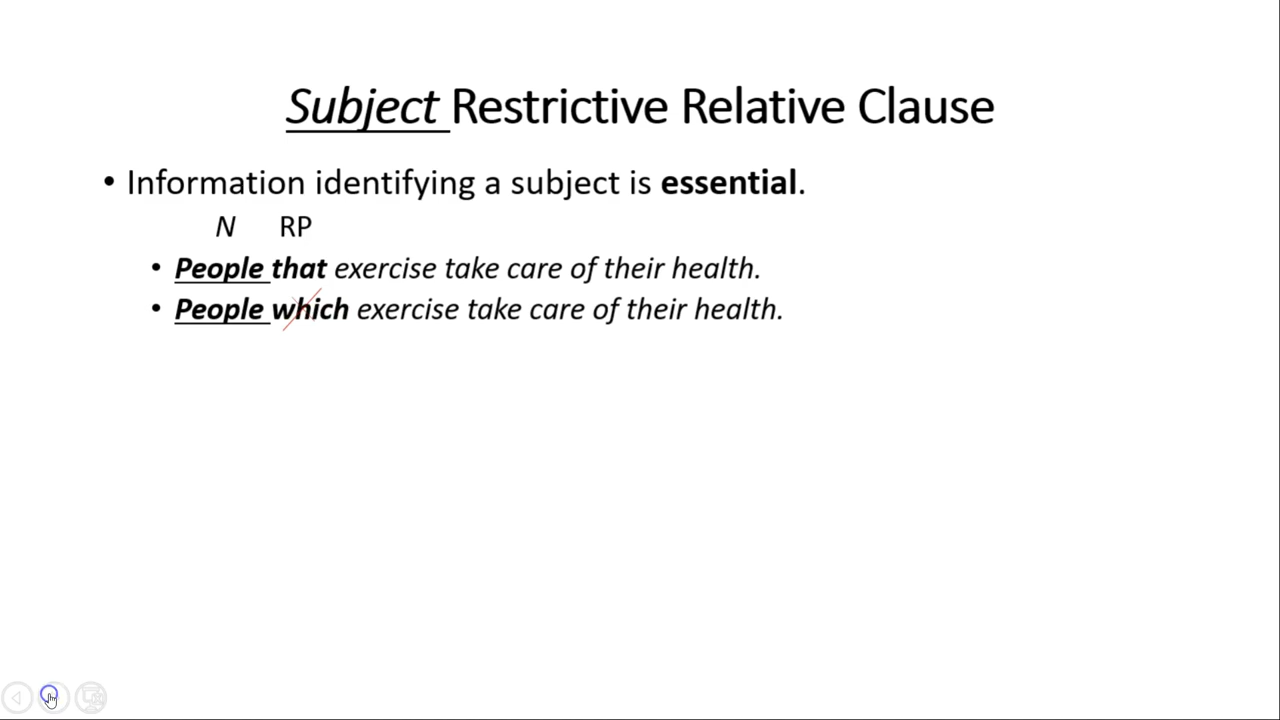 Subject Restrictive Relative Clause
• Information identifying a subject is essential.
N RP
• People that exercise take care of their health.
• People which exercise take care of their health.